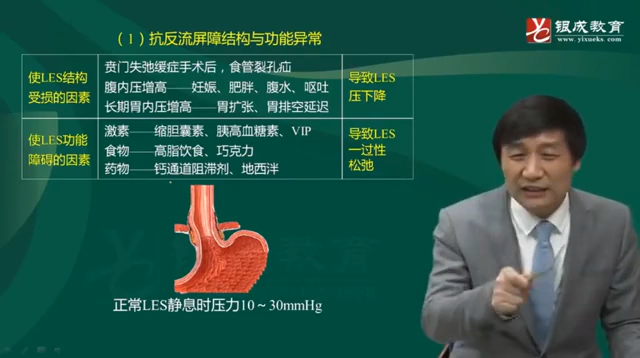 （1）抗反流屏障结构与功能异常
银成教育
www.yixueks.com
使LES结构
受损的因素
贲门失弛缓症手术后，食管裂孔疝
腹内压增高——妊娠、肥胖、腹水、呕吐
长期胃内压增高——胃扩张、胃排空延迟
导致LES
压下降
使LES功能
障碍的因素
激素——缩胆囊素、胰高血糖素、VIP
食物——高脂饮食、巧克力
药物——钙通道阻滞剂、地西泮
导致LES
一过性
松弛
银成教育
正常LES静息时压力10～30mmHg